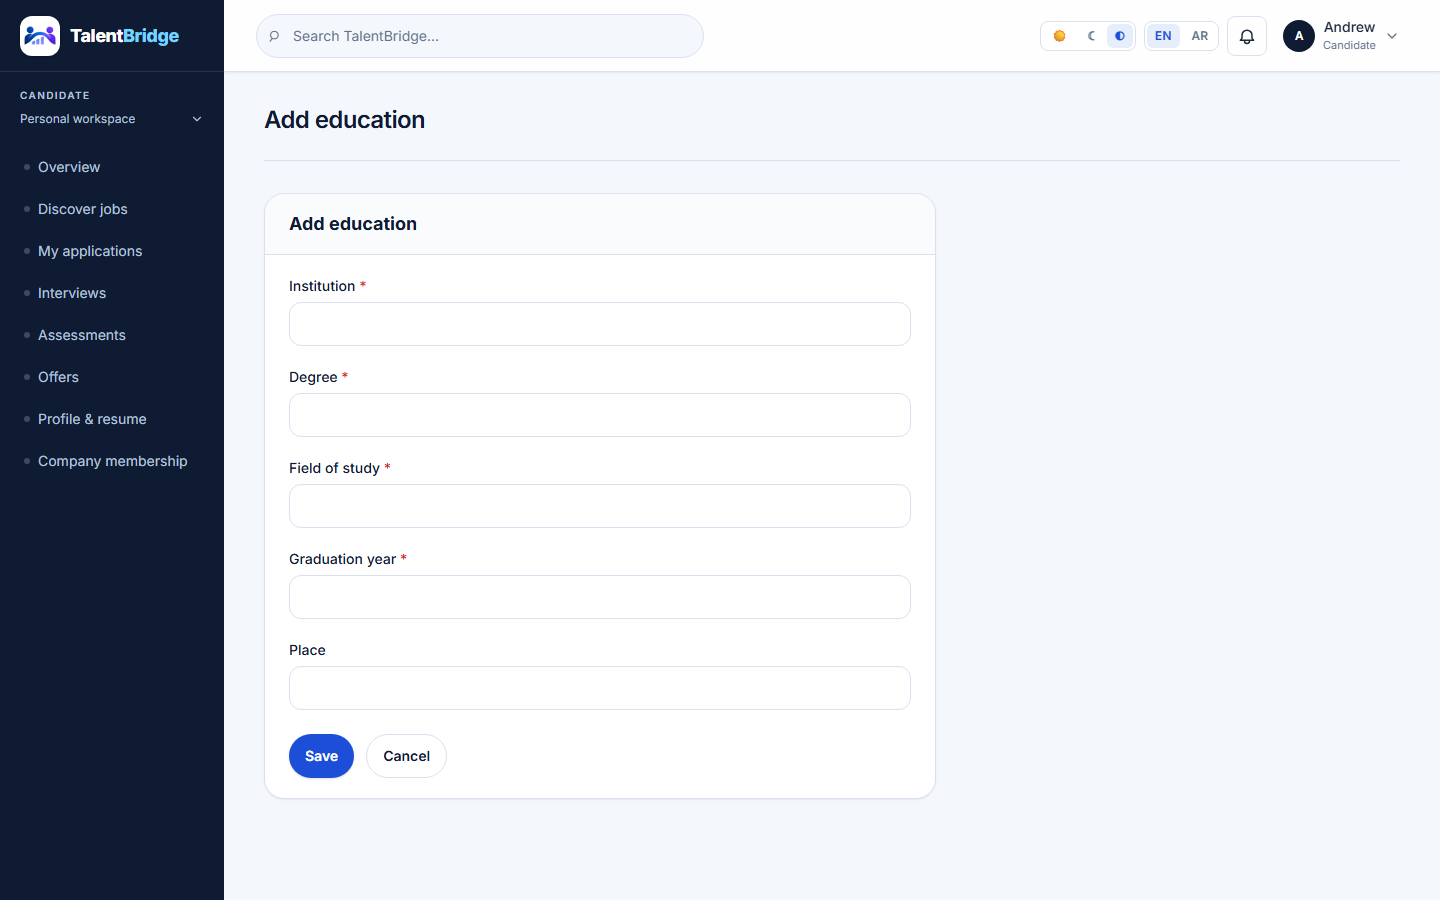 TalentBridge
Search TalentBridge...
EN
AR
A
Andrew
Candidate
CANDIDATE
Personal workspace
Overview
Discover jobs
My applications
Interviews
Assessments
Offers
Profile & resume
Company membership
Add education
Add education
Institution *
Degree *
Field of study *
Graduation year *
Place
Save
Cancel